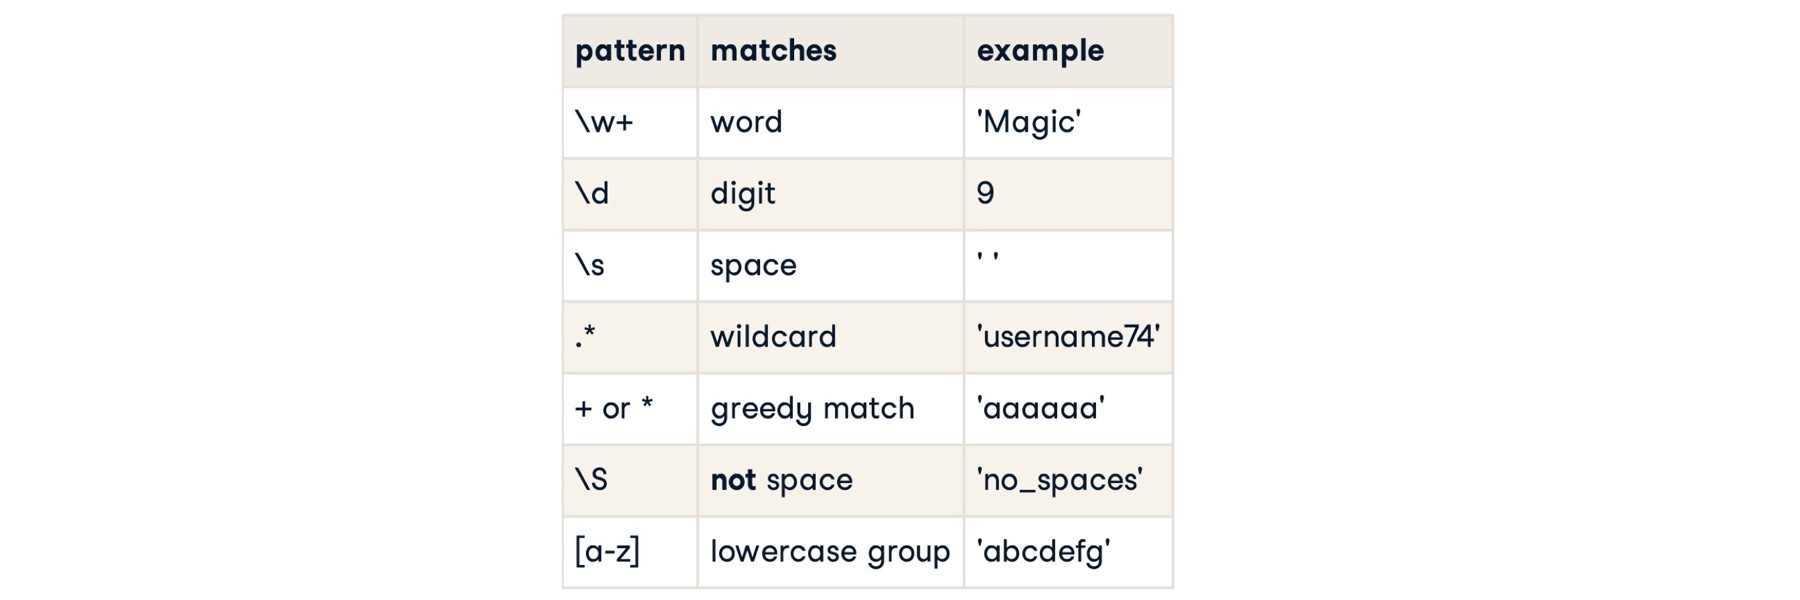 pattern matches example
\w+ word 'Magic'
\d digit 9
\s space ' '
.* wildcard 'username74'
+ or * greedy match 'aaaaaa'
\S not space 'no_spaces'
[a-z] lowercase group 'abcdefg'